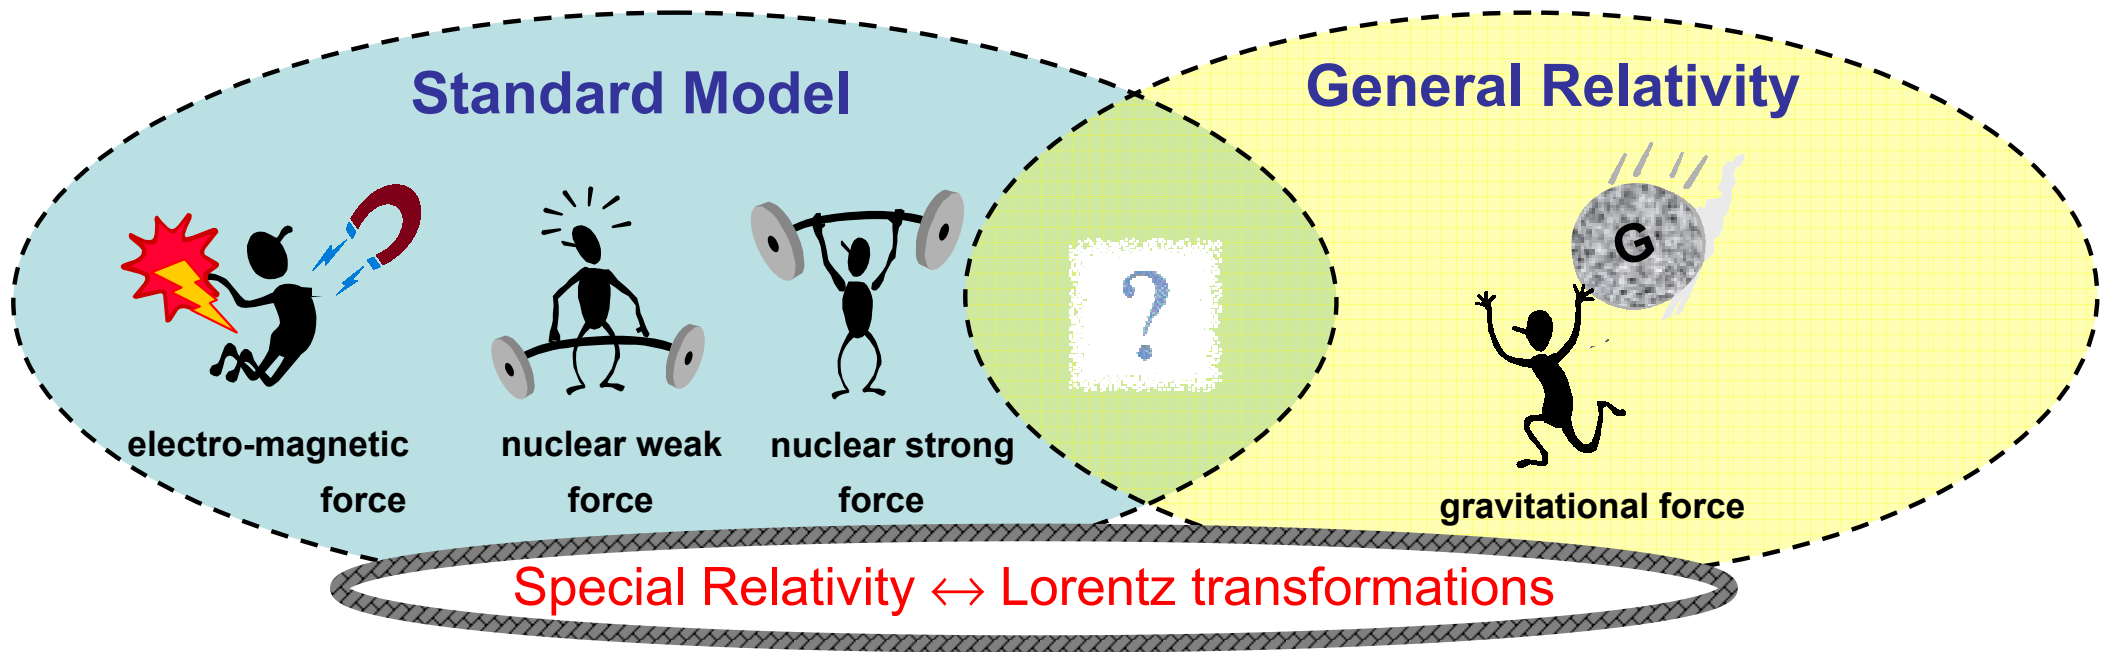 Standard Model
General Relativity
?
G
electro-magnetic
force
nuclear weak
force
nuclear strong
force
gravitational force
Special Relativity ↔ Lorentz transformations